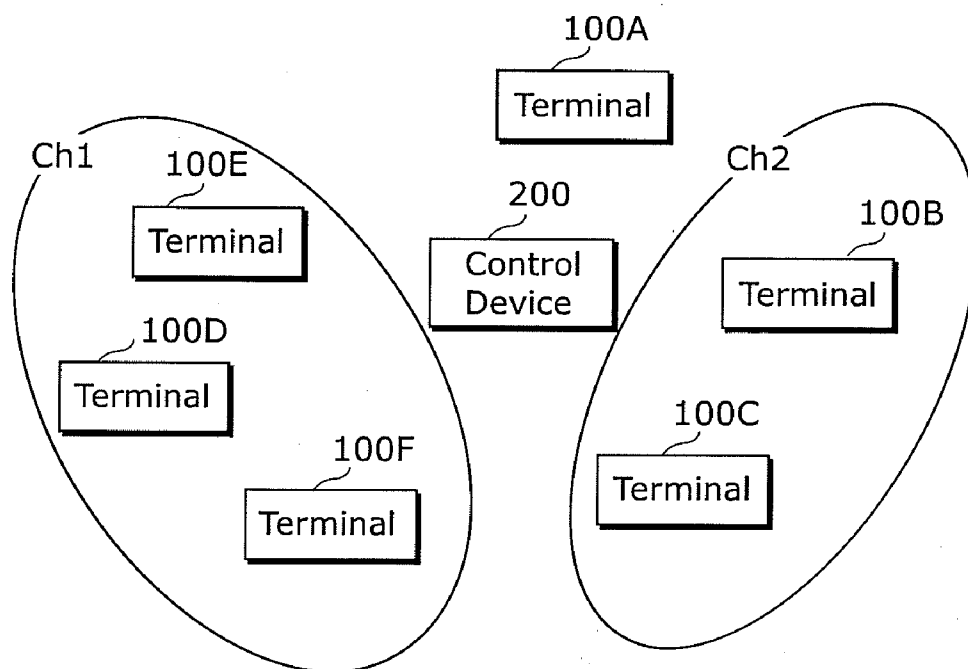 100A
Terminal
Ch1
100E
Terminal
200
Control
Device
Ch2
100B
Terminal
100D
Terminal
100C
Terminal
100F
Terminal